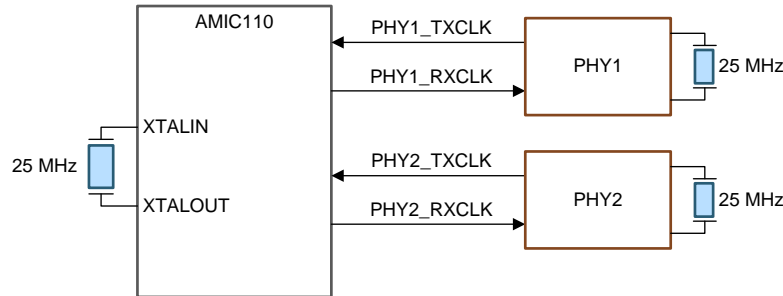 AMIC110
PHY1_TXCLK
PHY1
25 MHz
PHY1_RXCLK
XTALIN
25 MHz
XTALOUT
PHY2_TXCLK
PHY2
25 MHz
PHY2_RXCLK